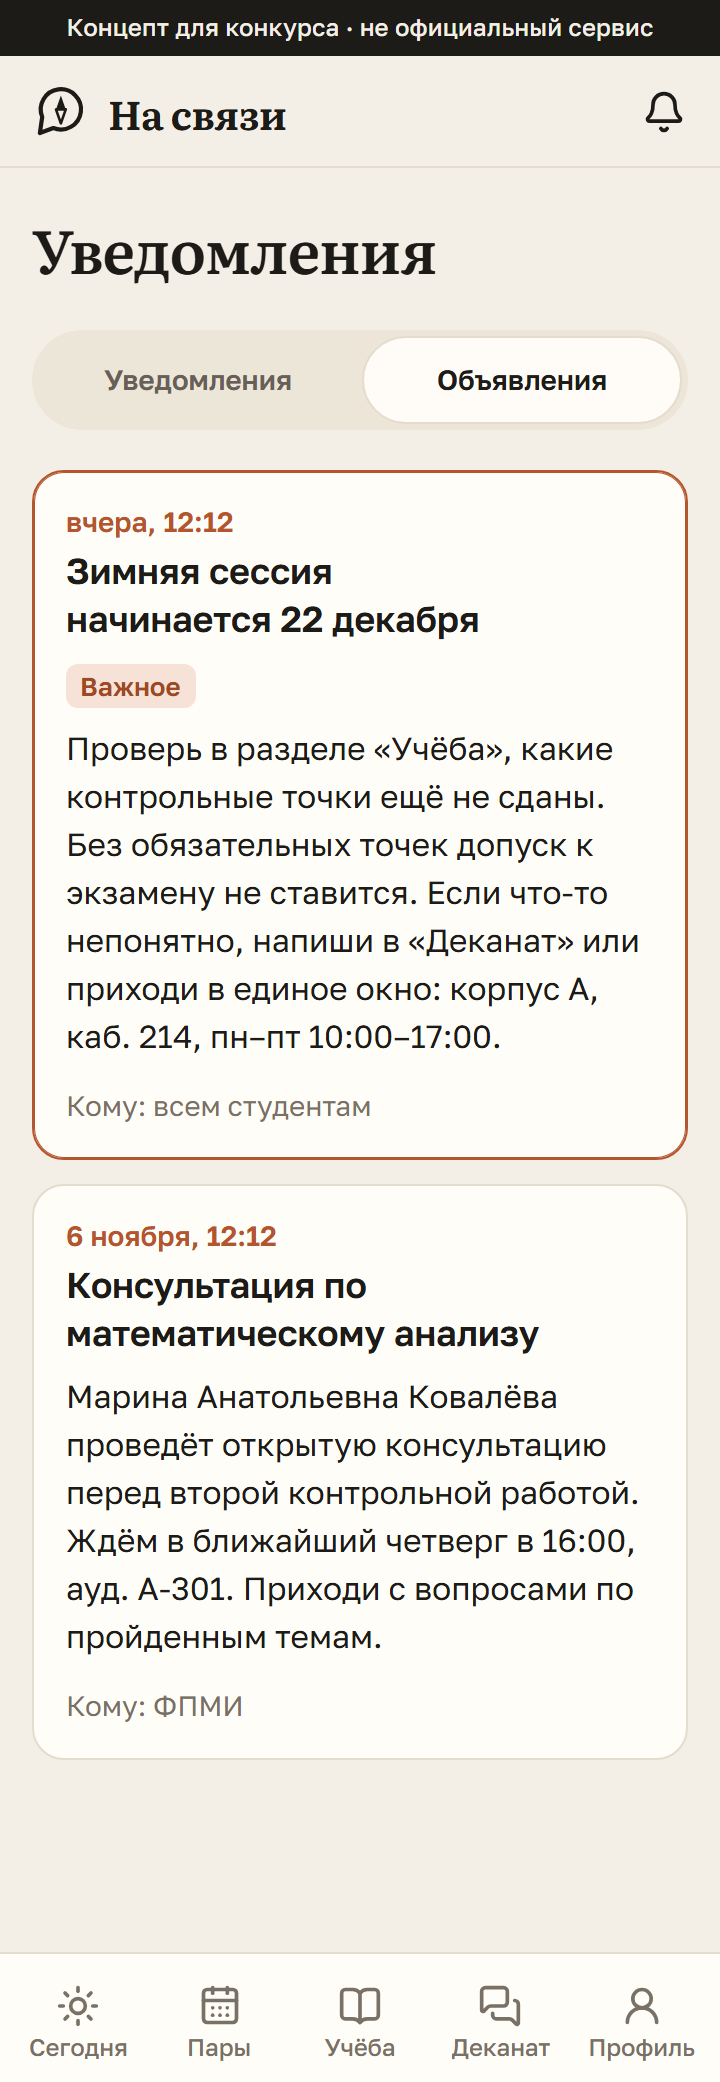 Концепт для конкурса · не официальный сервис
На связи
Уведомления
Уведомления
Объявления
вчера, 12:12
Зимняя сессия
начинается 22 декабря
Важное
Проверь в разделе «Учёба», какие
контрольные точки ещё не сданы.
Без обязательных точек допуск к
экзамену не ставится. Если что-то
непонятно, напиши в «Деканат» или
приходи в единое окно: корпус А,
каб. 214, пн–пт 10:00–17:00.
Кому: всем студентам
6 ноября, 12:12
Консультация по
математическому анализу
Марина Анатольевна Ковалёва
проведёт открытую консультацию
перед второй контрольной работой.
Ждём в ближайший четверг в 16:00,
ауд. А-301. Приходи с вопросами по
пройденным темам.
Кому: ФПМИ
Сегодня
Пары
Учёба
Деканат
Профиль